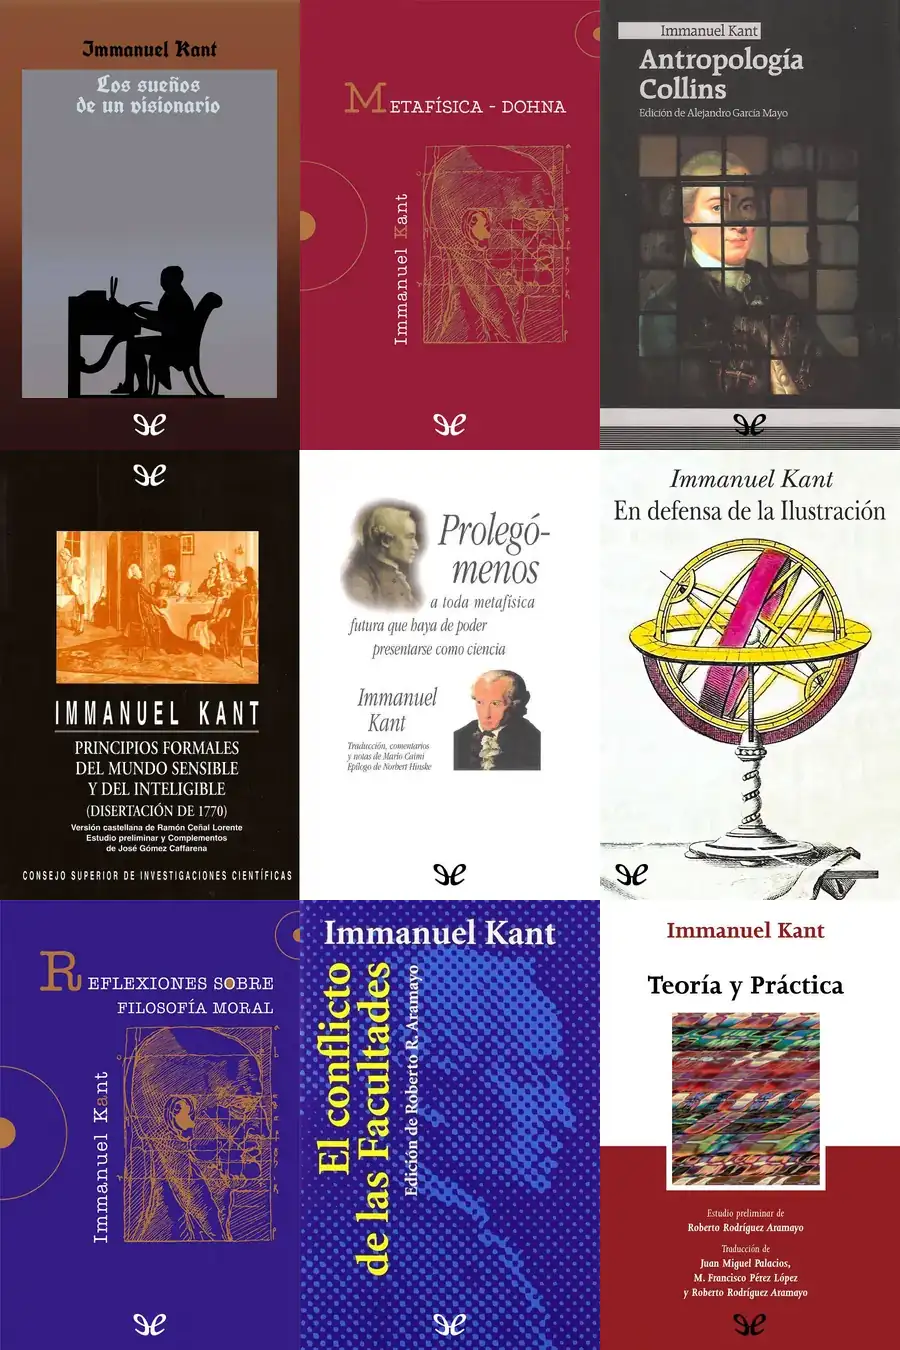 Immanuel Kant
Los sueños
de un visionario
METAFÍSICA - DOHNA
Immanuel Kant
Immanuel Kant
Antropología
Collins
Edición de Alejandro García Mayo
IMMANUEL KANT
PRINCIPIOS FORMALES
DEL MUNDO SENSIBLE
Y DEL INTELIGIBLE
(DISERTACIÓN DE 1770)
Versión castellana de Ramón Ceñal Lorente
Estudio preliminar y Complementos
de José Gómez Caffarena
CONSEJO SUPERIOR DE INVESTIGACIONES CIENTÍFICAS
Prolegó-
menos
a toda metafísica
futura que haya de poder
presentarse como ciencia
Immanuel
Kant
Traducción, comentarios
y notas de Mario Caimi
Epílogo de Norbert Hinske
Immanuel Kant
En defensa de la Ilustración
REFLEXIONES SOBRE
FILOSOFÍA MORAL
Immanuel Kant
Immanuel Kant
El conflicto
de las Facultades
Edición de Roberto R. Aramayo
Immanuel Kant
Teoría y Práctica
Estudio preliminar de
Roberto Rodríguez Aramayo
Traducción de
Juan Miguel Palacios,
M. Francisco Pérez López
y Roberto Rodríguez Aramayo